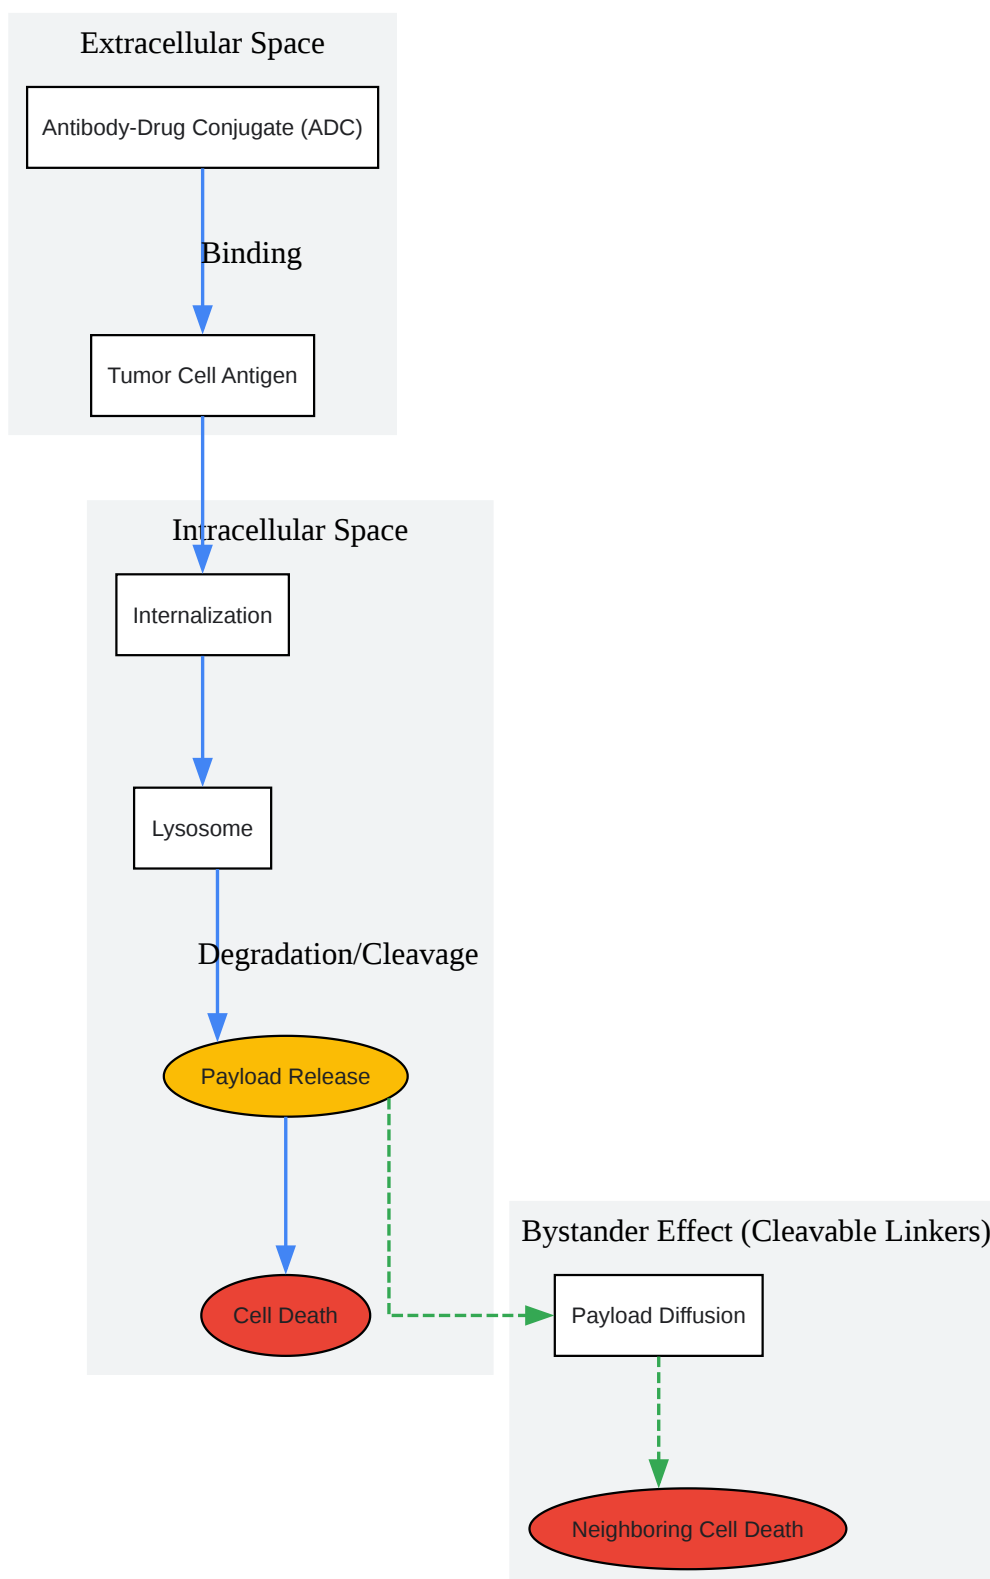 Extracellular Space
Antibody-Drug Conjugate (ADC)
Binding
Tumor Cell Antigen
Intracellular Space
Internalization
Lysosome
Degradation/Cleavage
Payload Release
Cell Death
Bystander Effect (Cleavable Linkers)
Payload Diffusion
Neighboring Cell Death